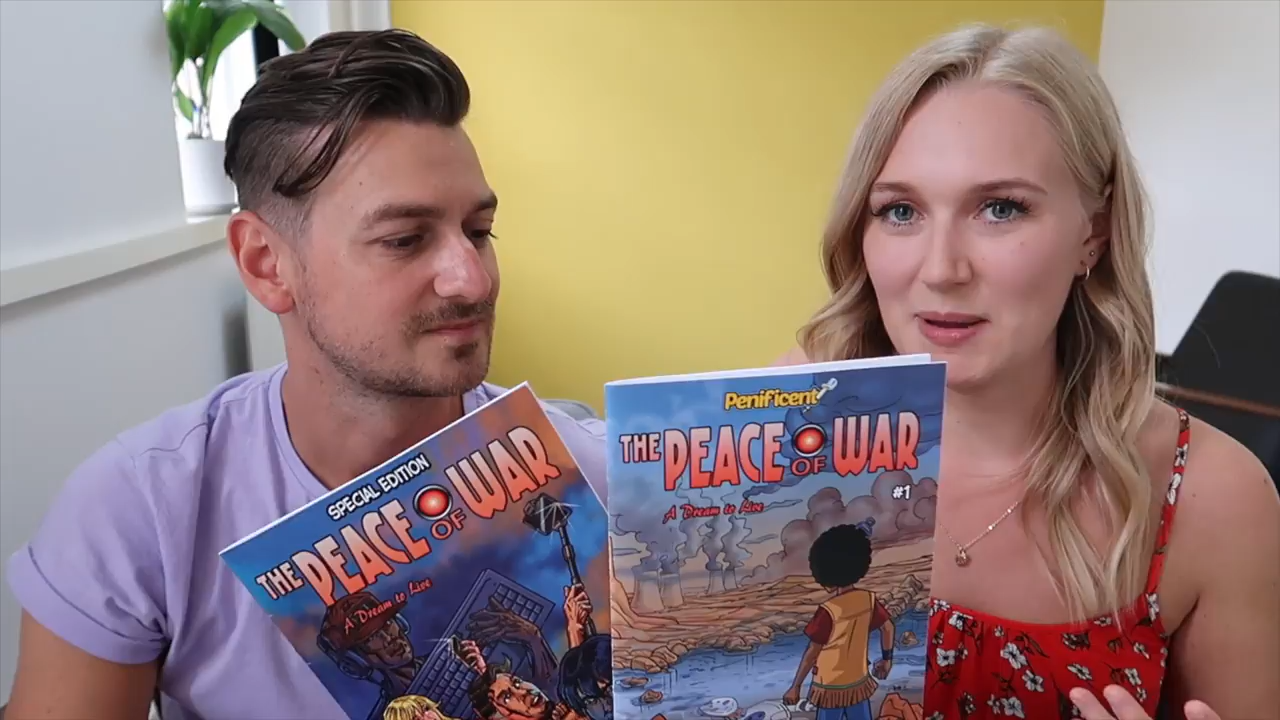 SPECIAL EDITION
THE PEACE OF WAR
A Dream to Live
Penificent
THE PEACE OF WAR
#1
A Dream to Live